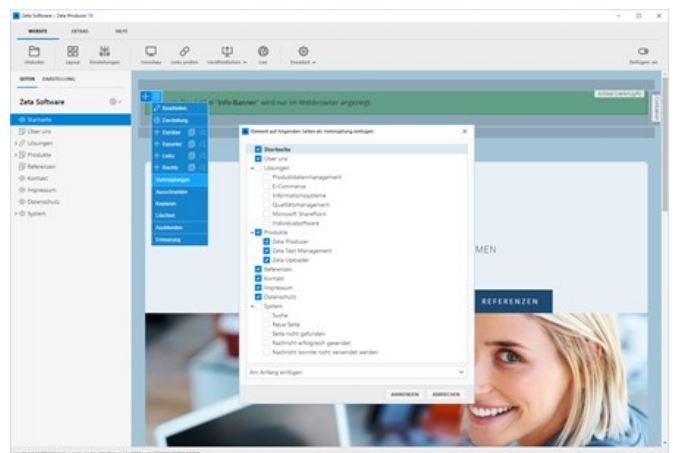 Zeta Software - Zeta Producer 15
WEBSITE EXTRAS HILFE
Websites Layout Einstellungen Vorschau Links prüfen Veröffentlichen Live Erweitert Einfügen: an
SEITEN DARSTELLUNG
Zeta Software
Startseite
Über uns
Lösungen
Produkte
Referenzen
Kontakt
Impressum
Datenschutz
System
"Info-Banner" wird nur im Webbrowser angezeigt.
Bearbeiten
Darstellung
Darüber
Darunter
Links
Rechts
Verknüpfungen
Ausschneiden
Kopieren
Löschen
Ausblenden
Erinnerung
Element auf folgenden Seiten als Verknüpfung einfügen
Startseite
Über uns
Lösungen
Produktdatenmanagement
E-Commerce
Informationssysteme
Qualitätsmanagement
Microsoft SharePoint
Individualsoftware
Produkte
Zeta Producer
Zeta Test Management
Zeta Uploader
Referenzen
Kontakt
Impressum
Datenschutz
System
Suche
Neue Seite
Seite nicht gefunden
Nachricht erfolgreich gesendet
Nachricht konnte nicht versendet werden
Am Anfang einfügen
ANWENDEN ABBRECHEN
MEN
REFERENZEN